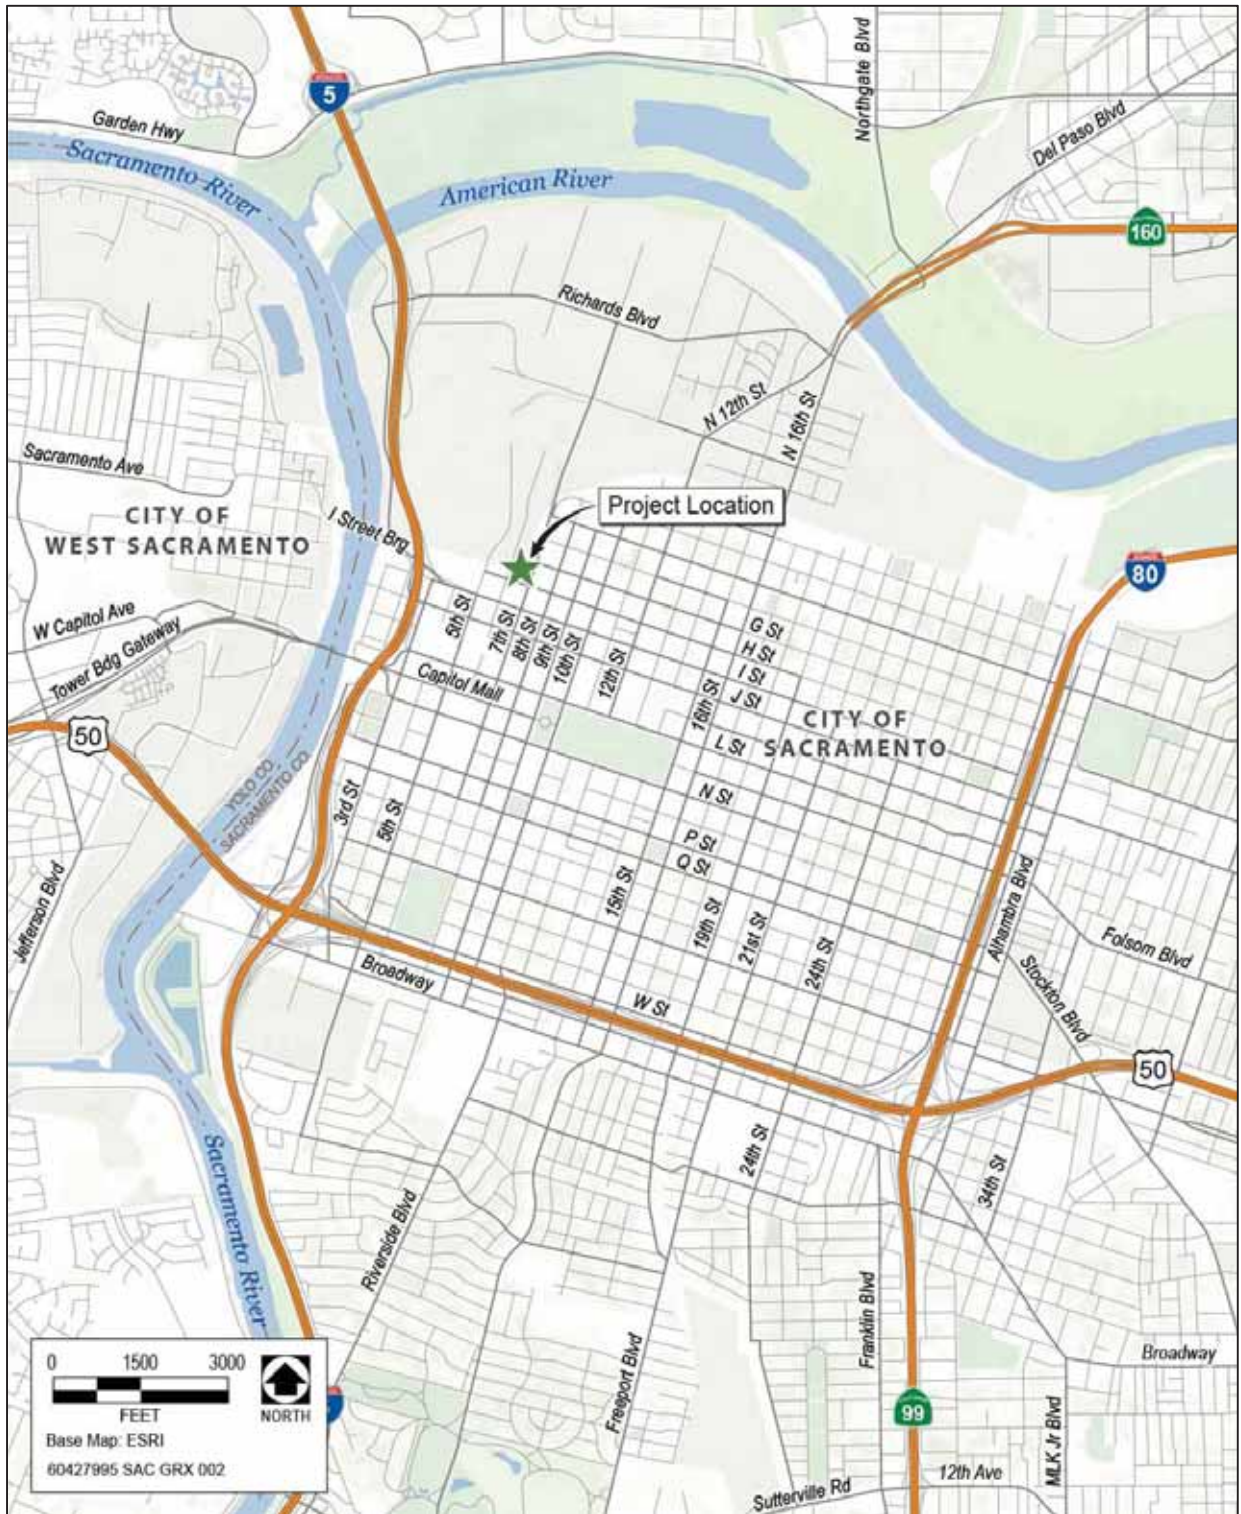 Northgate Blvd
5
Garden Hwy
Sacramento River
American River
Del Paso Blvd
160
Richards Blvd
N 12th St
N 16th St
Sacramento Ave
CITY OF
WEST SACRAMENTO
I Street Brg
Project Location
80
W Capitol Ave
Tower Bdg Gateway
5th St
7th St
8th St
9th St
10th St
12th St
G St
H St
I St
J St
Capitol Mall
16th St
CITY OF
SACRAMENTO
L St
50
YOLO CO
SACRAMENTO CO
3rd St
5th St
N St
P St
Q St
Jefferson Blvd
15th St
19th St
21st St
24th St
Alhambra Blvd
Folsom Blvd
Stockton Blvd
Broadway
W St
50
24th St
34th St
Sacramento River
Riverside Blvd
Freeport Blvd
Franklin Blvd
Broadway
99
MLK Jr Blvd
12th Ave
Sutterville Rd
0 1500 3000
FEET
NORTH
Base Map: ESRI
60427995 SAC GRX 002